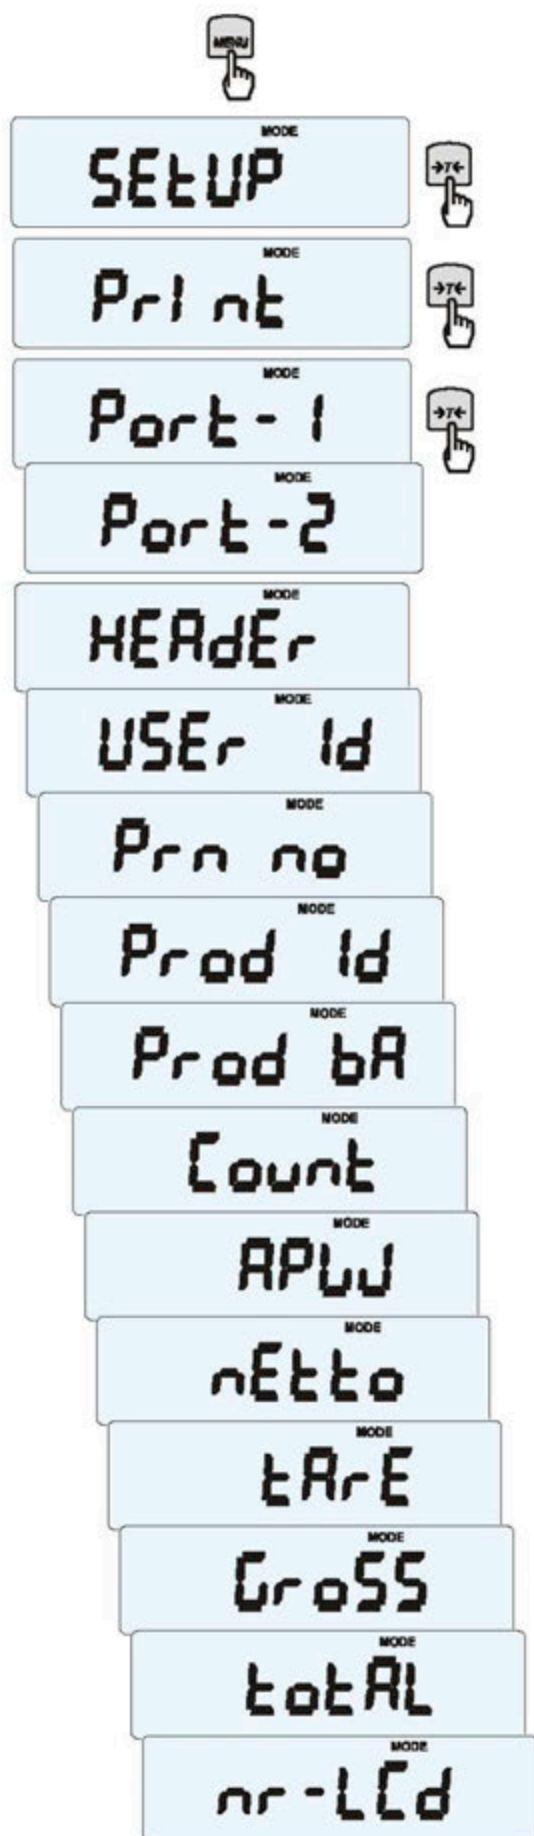 MENU
MODE
SEtUP
→T←
MODE
PrI nt
→T←
MODE
Port-1
→T←
MODE
Port-2
MODE
HEAdEr
MODE
USEr Id
MODE
Prn no
MODE
Prod Id
MODE
Prod bA
MODE
Count
MODE
APW
MODE
nEtto
MODE
tArE
MODE
GroSS
MODE
totAL
MODE
nr-LCd